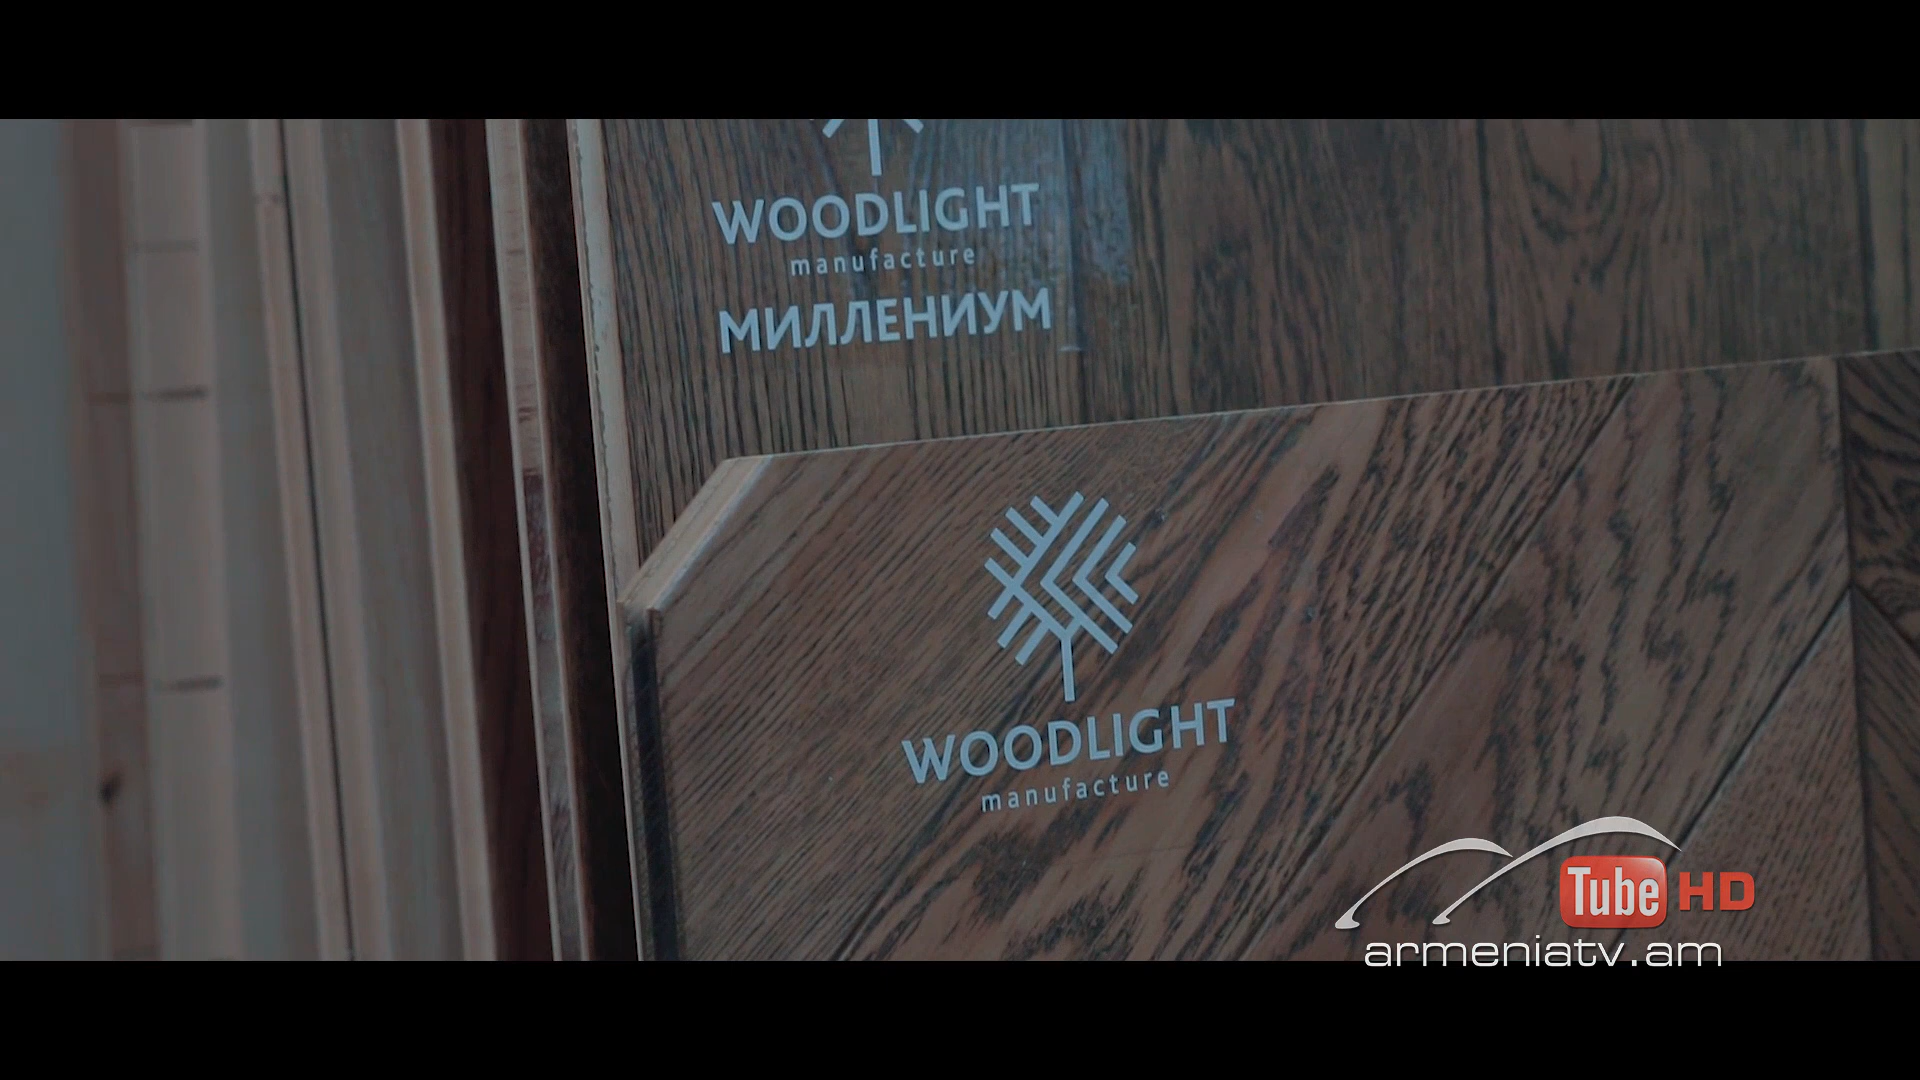 WOODLIGHT
manufacture
МИЛЛЕНИУМ
WOODLIGHT
manufacture
Tube HD
armeniatv.am